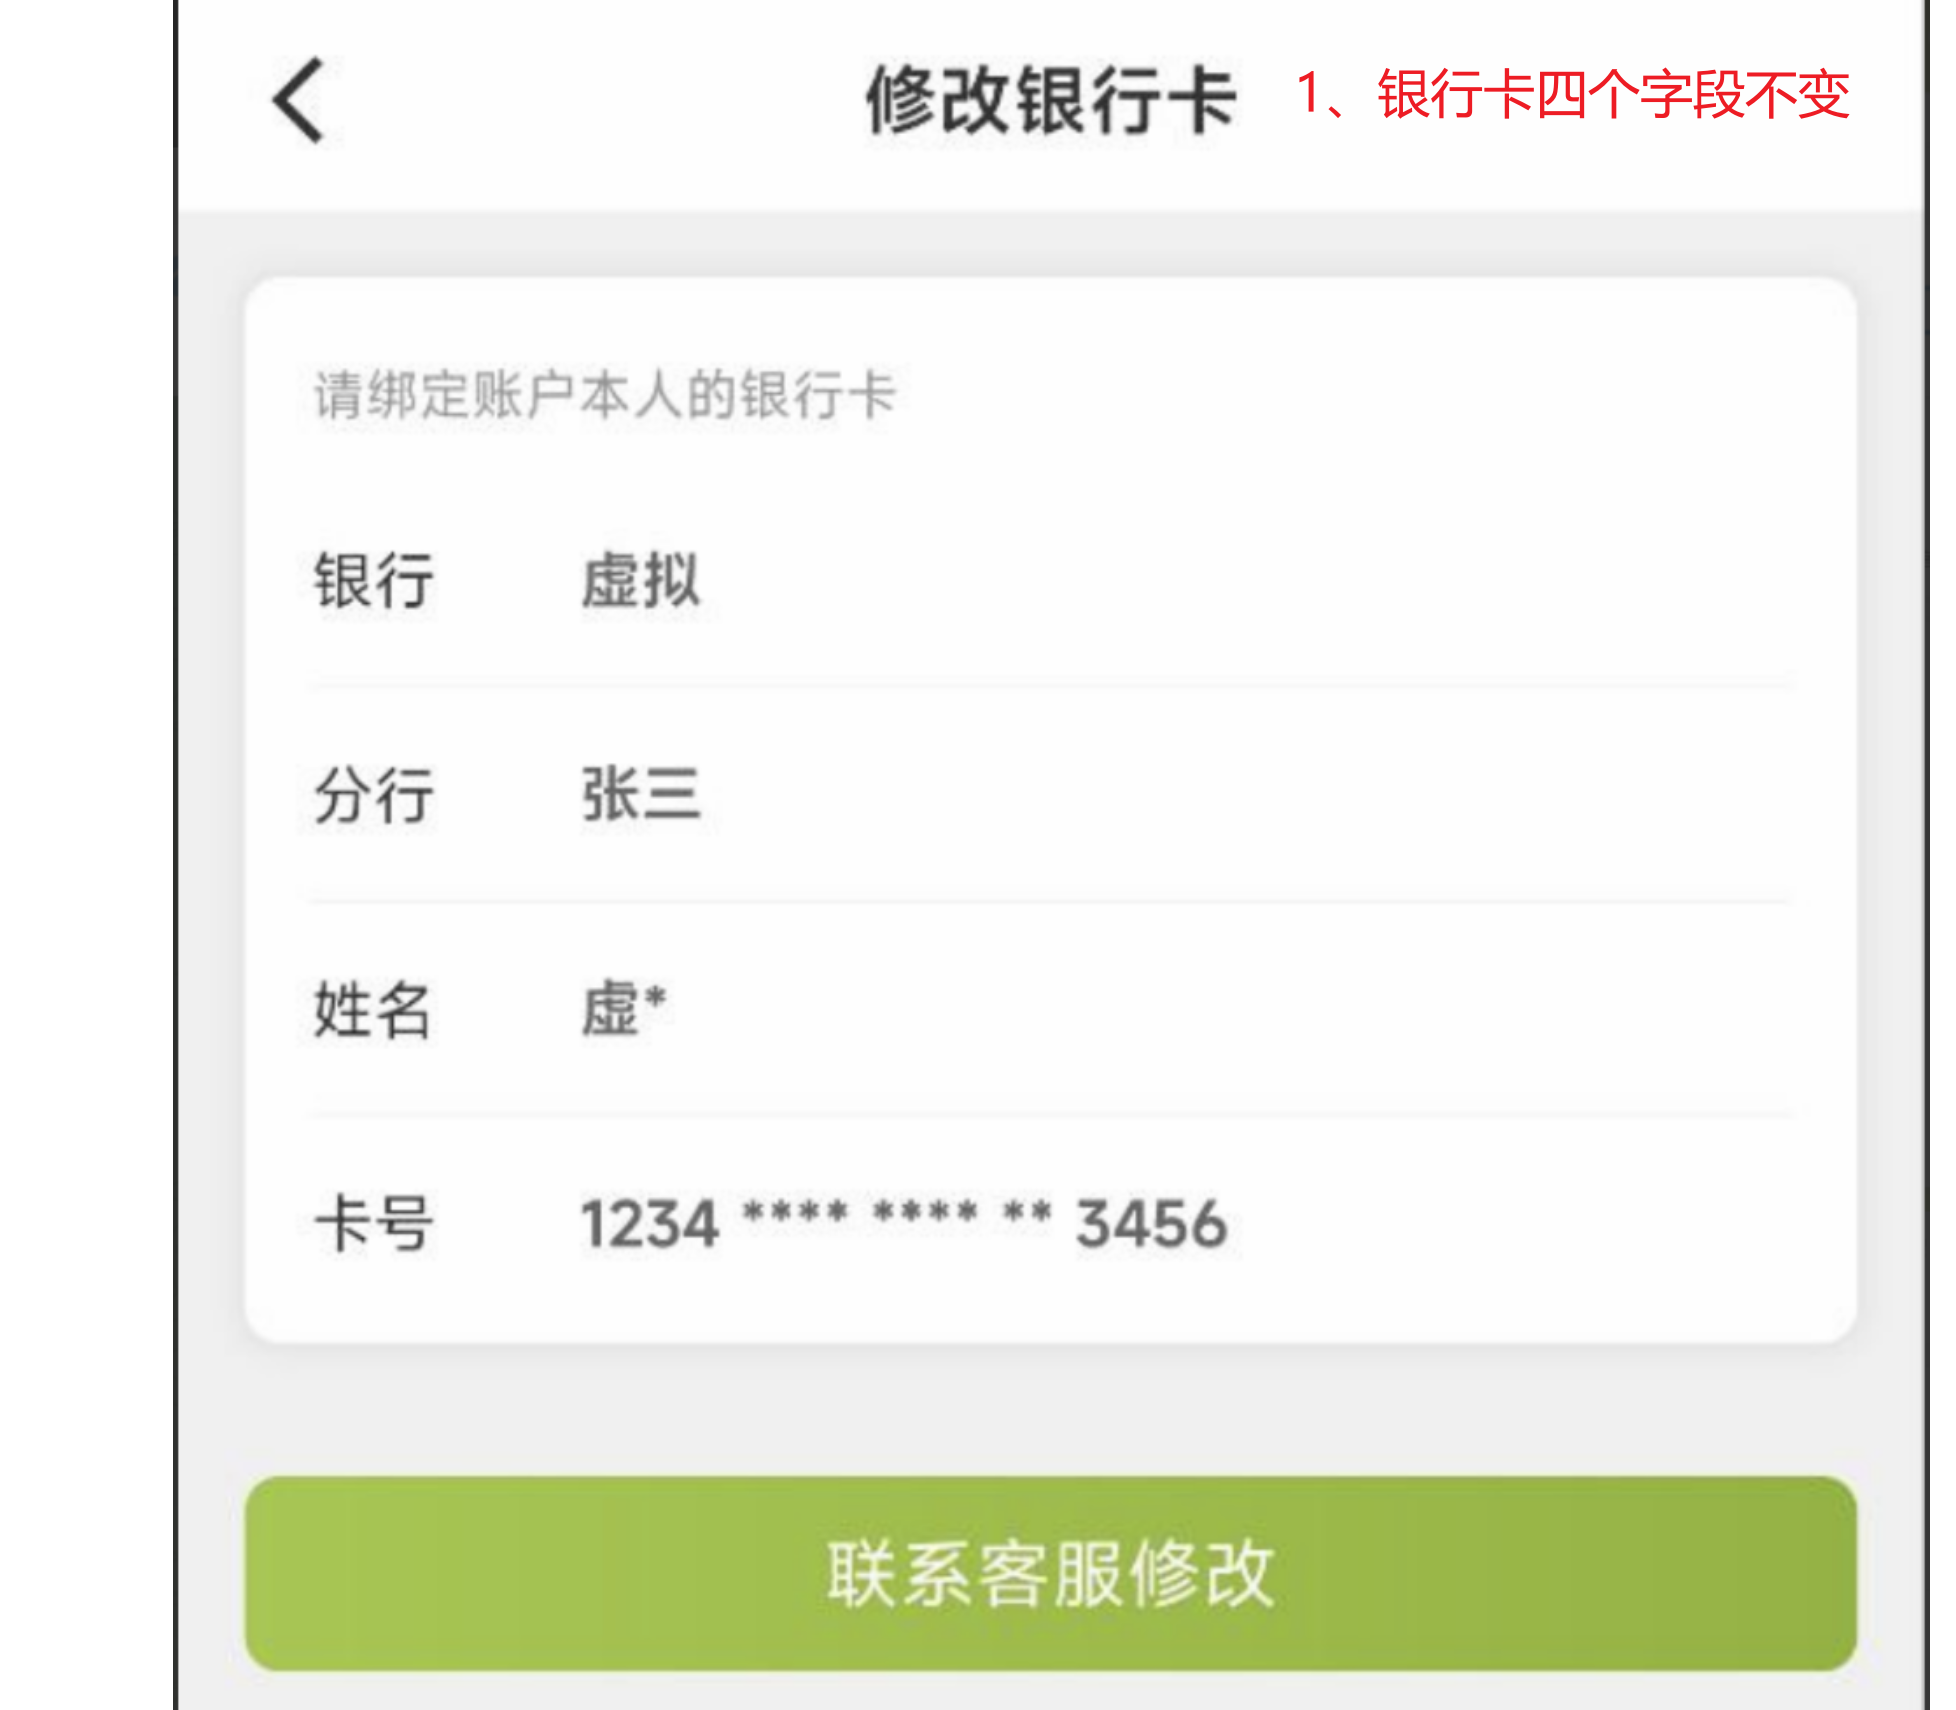 修改银行卡 1、银行卡四个字段不变
请绑定账户本人的银行卡
银行 虚拟
分行 张三
姓名 虚*
卡号 1234 **** **** ** 3456
联系客服修改